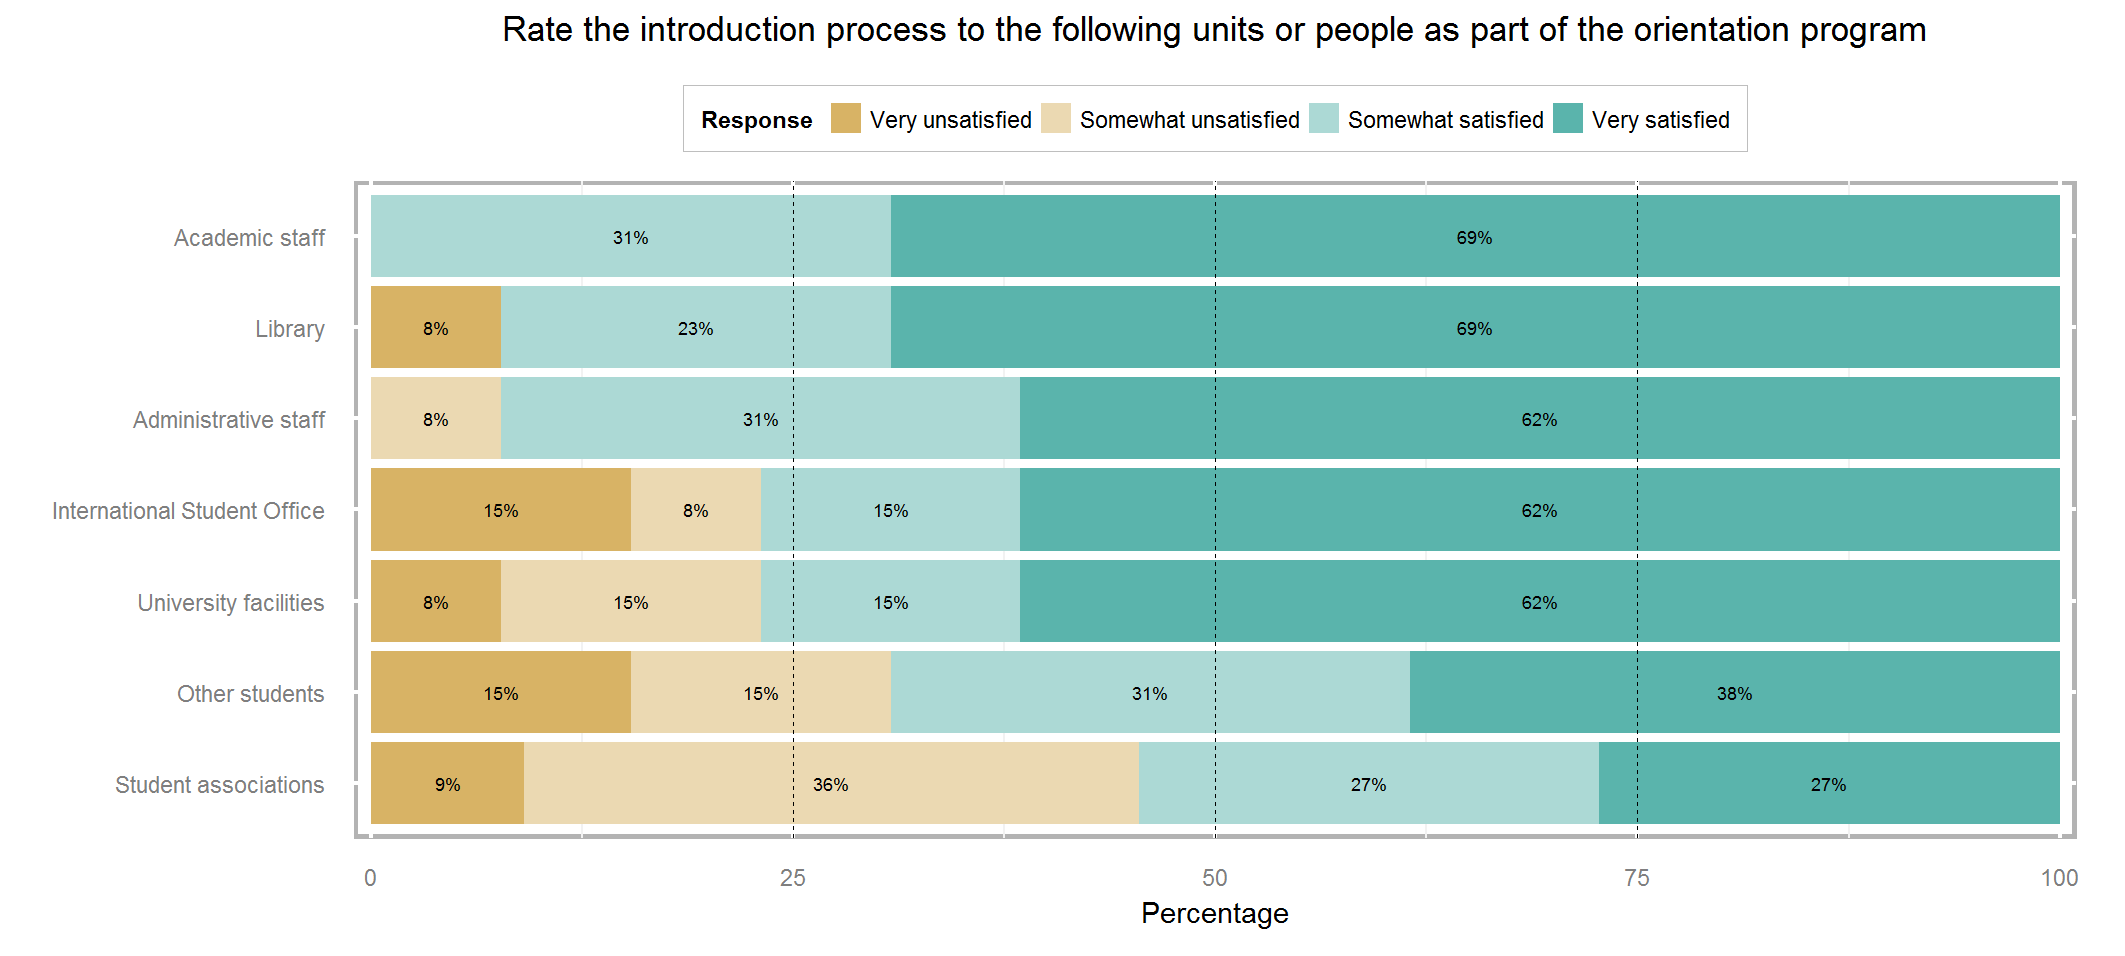 Rate the introduction process to the following units or people as part of the orientation program
Response Very unsatisfied Somewhat unsatisfied Somewhat satisfied Very satisfied
Academic staff 31% 69%
Library 8% 23% 69%
Administrative staff 8% 31% 62%
International Student Office 15% 8% 15% 62%
University facilities 8% 15% 15% 62%
Other students 15% 15% 31% 38%
Student associations 9% 36% 27% 27%
0 25 50 75 100
Percentage